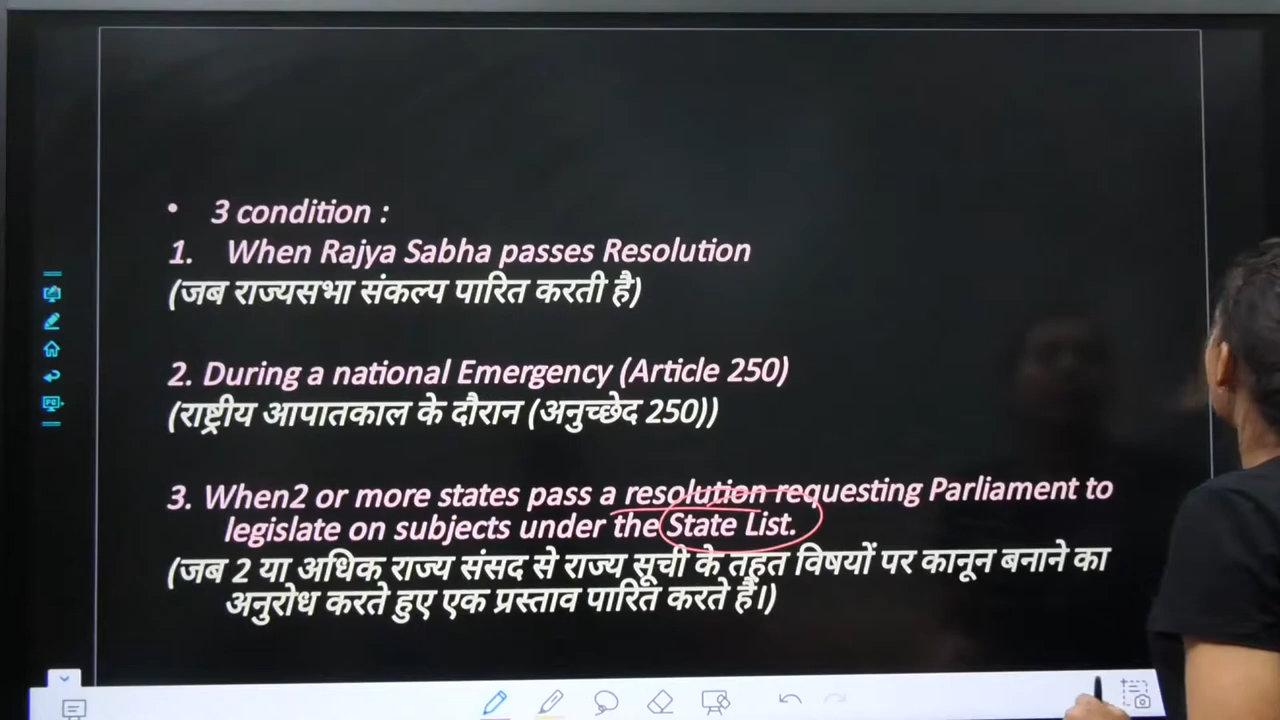 • 3 condition :
1. When Rajya Sabha passes Resolution
(जब राज्यसभा संकल्प पारित करती है)
2. During a national Emergency (Article 250)
(राष्ट्रीय आपातकाल के दौरान (अनुच्छेद 250))
3. When2 or more states pass a resolution requesting Parliament to
legislate on subjects under the State List.
(जब 2 या अधिक राज्य संसद से राज्य सूची के तहत विषयों पर कानून बनाने का
अनुरोध करते हुए एक प्रस्ताव पारित करते हैं।)